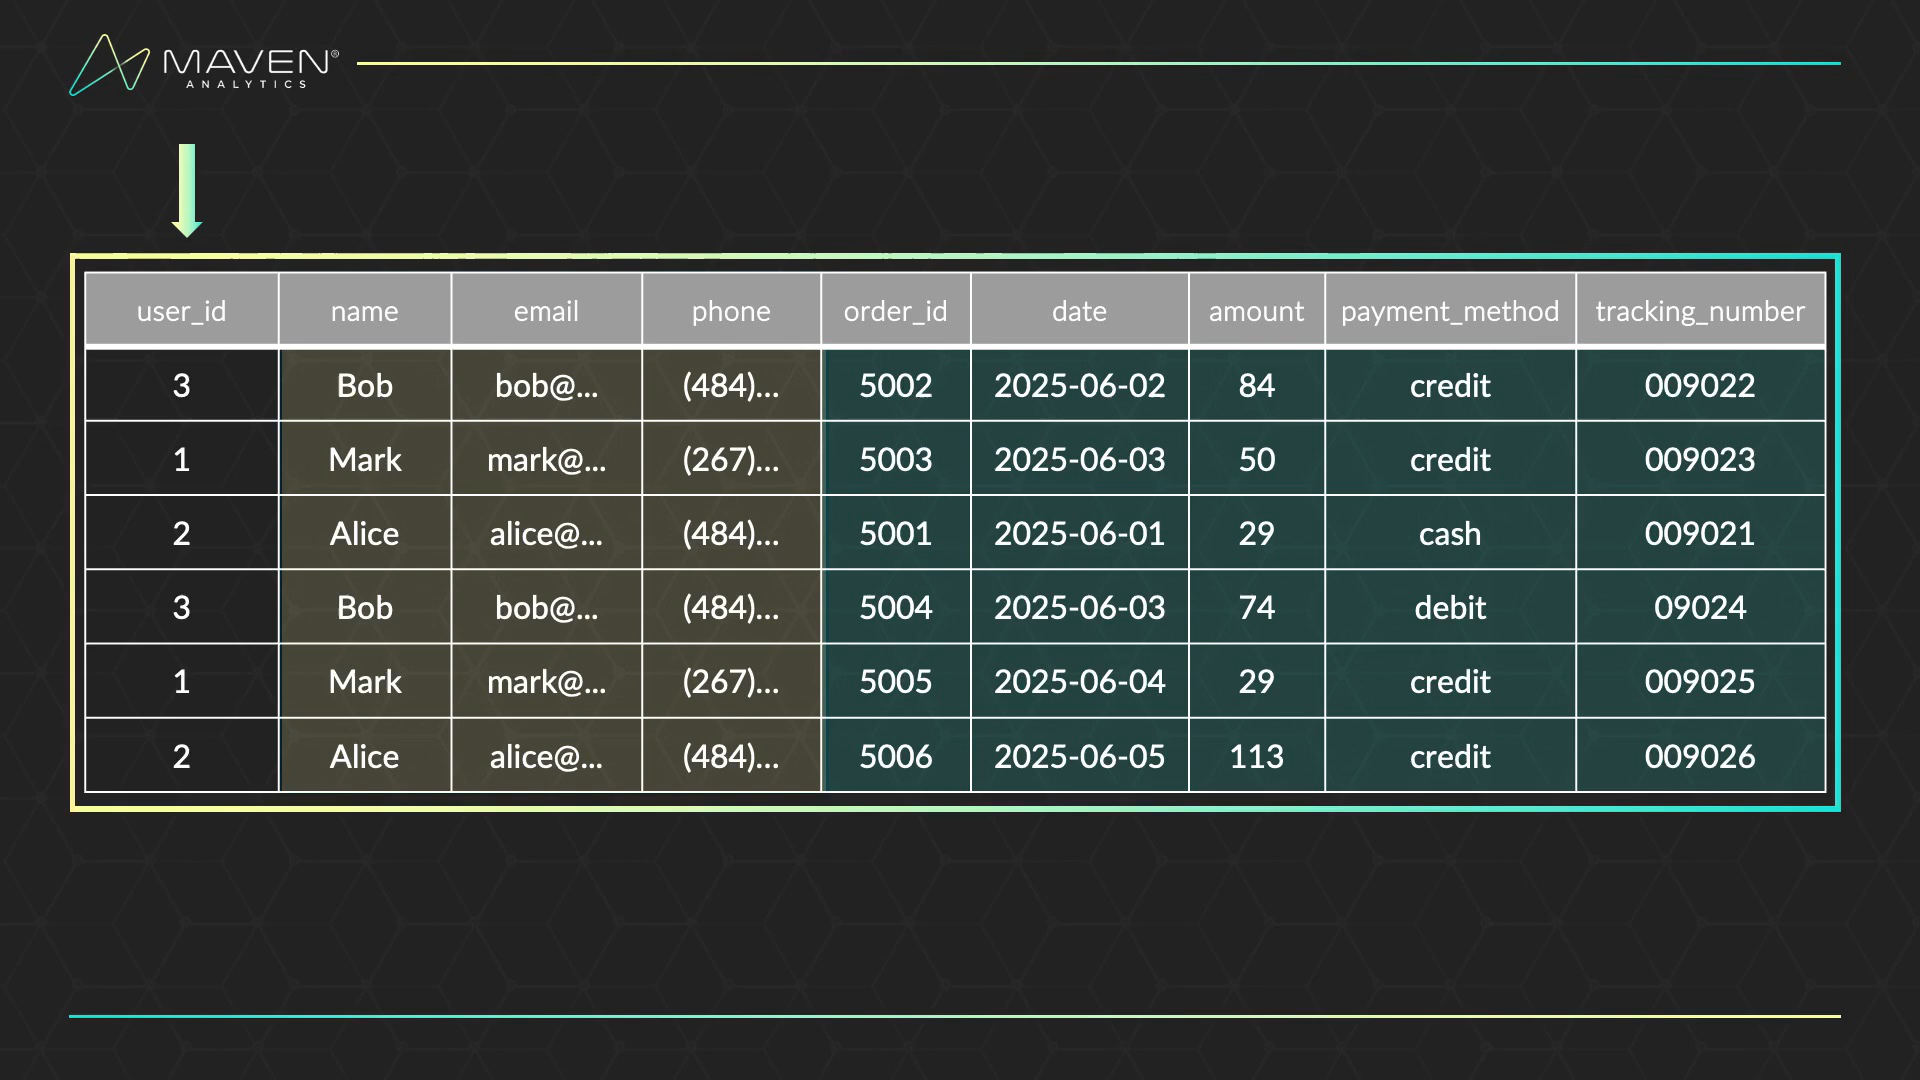 MAVEN®
ANALYTICS
user_id name email phone order_id date amount payment_method tracking_number
3 Bob bob@... (484)... 5002 2025-06-02 84 credit 009022
1 Mark mark@... (267)... 5003 2025-06-03 50 credit 009023
2 Alice alice@... (484)... 5001 2025-06-01 29 cash 009021
3 Bob bob@... (484)... 5004 2025-06-03 74 debit 09024
1 Mark mark@... (267)... 5005 2025-06-04 29 credit 009025
2 Alice alice@... (484)... 5006 2025-06-05 113 credit 009026